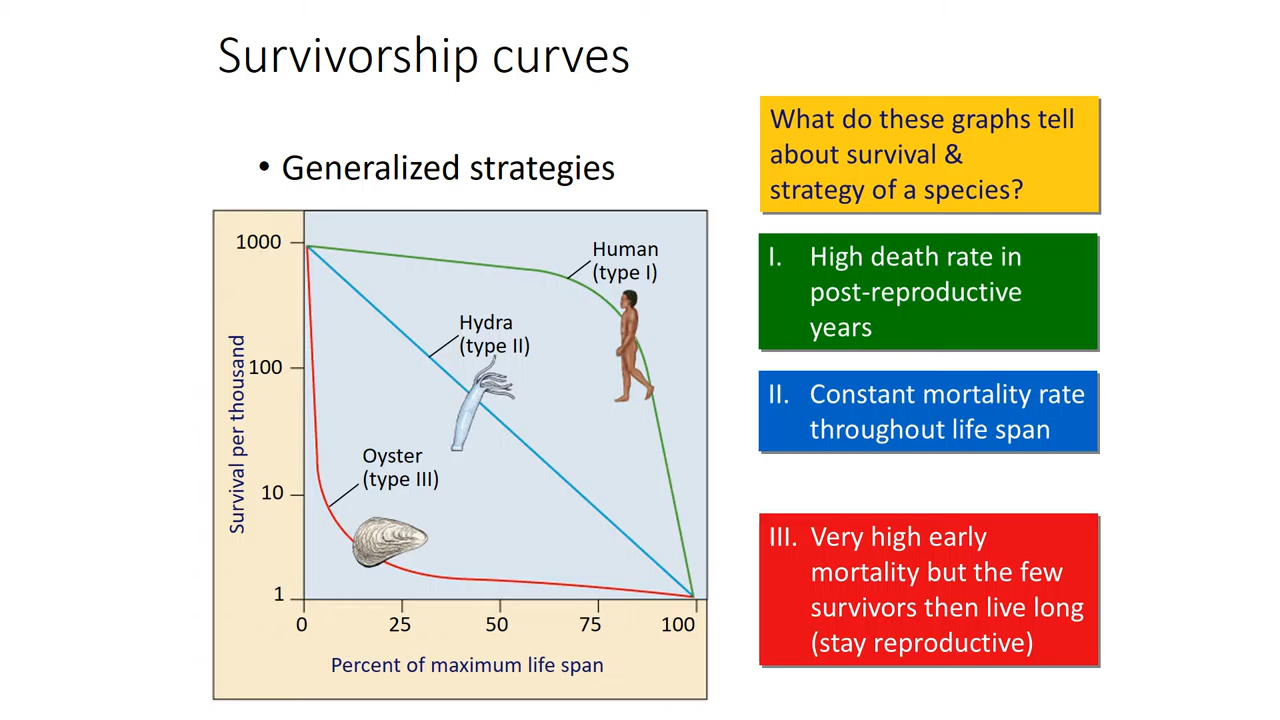 Survivorship curves
• Generalized strategies
1000
100
10
1
Survival per thousand
Human
(type I)
Hydra
(type II)
Oyster
(type III)
0
25
50
75
100
Percent of maximum life span
What do these graphs tell
about survival &
strategy of a species?
I. High death rate in
post-reproductive
years
II. Constant mortality rate
throughout life span
III. Very high early
mortality but the few
survivors then live long
(stay reproductive)